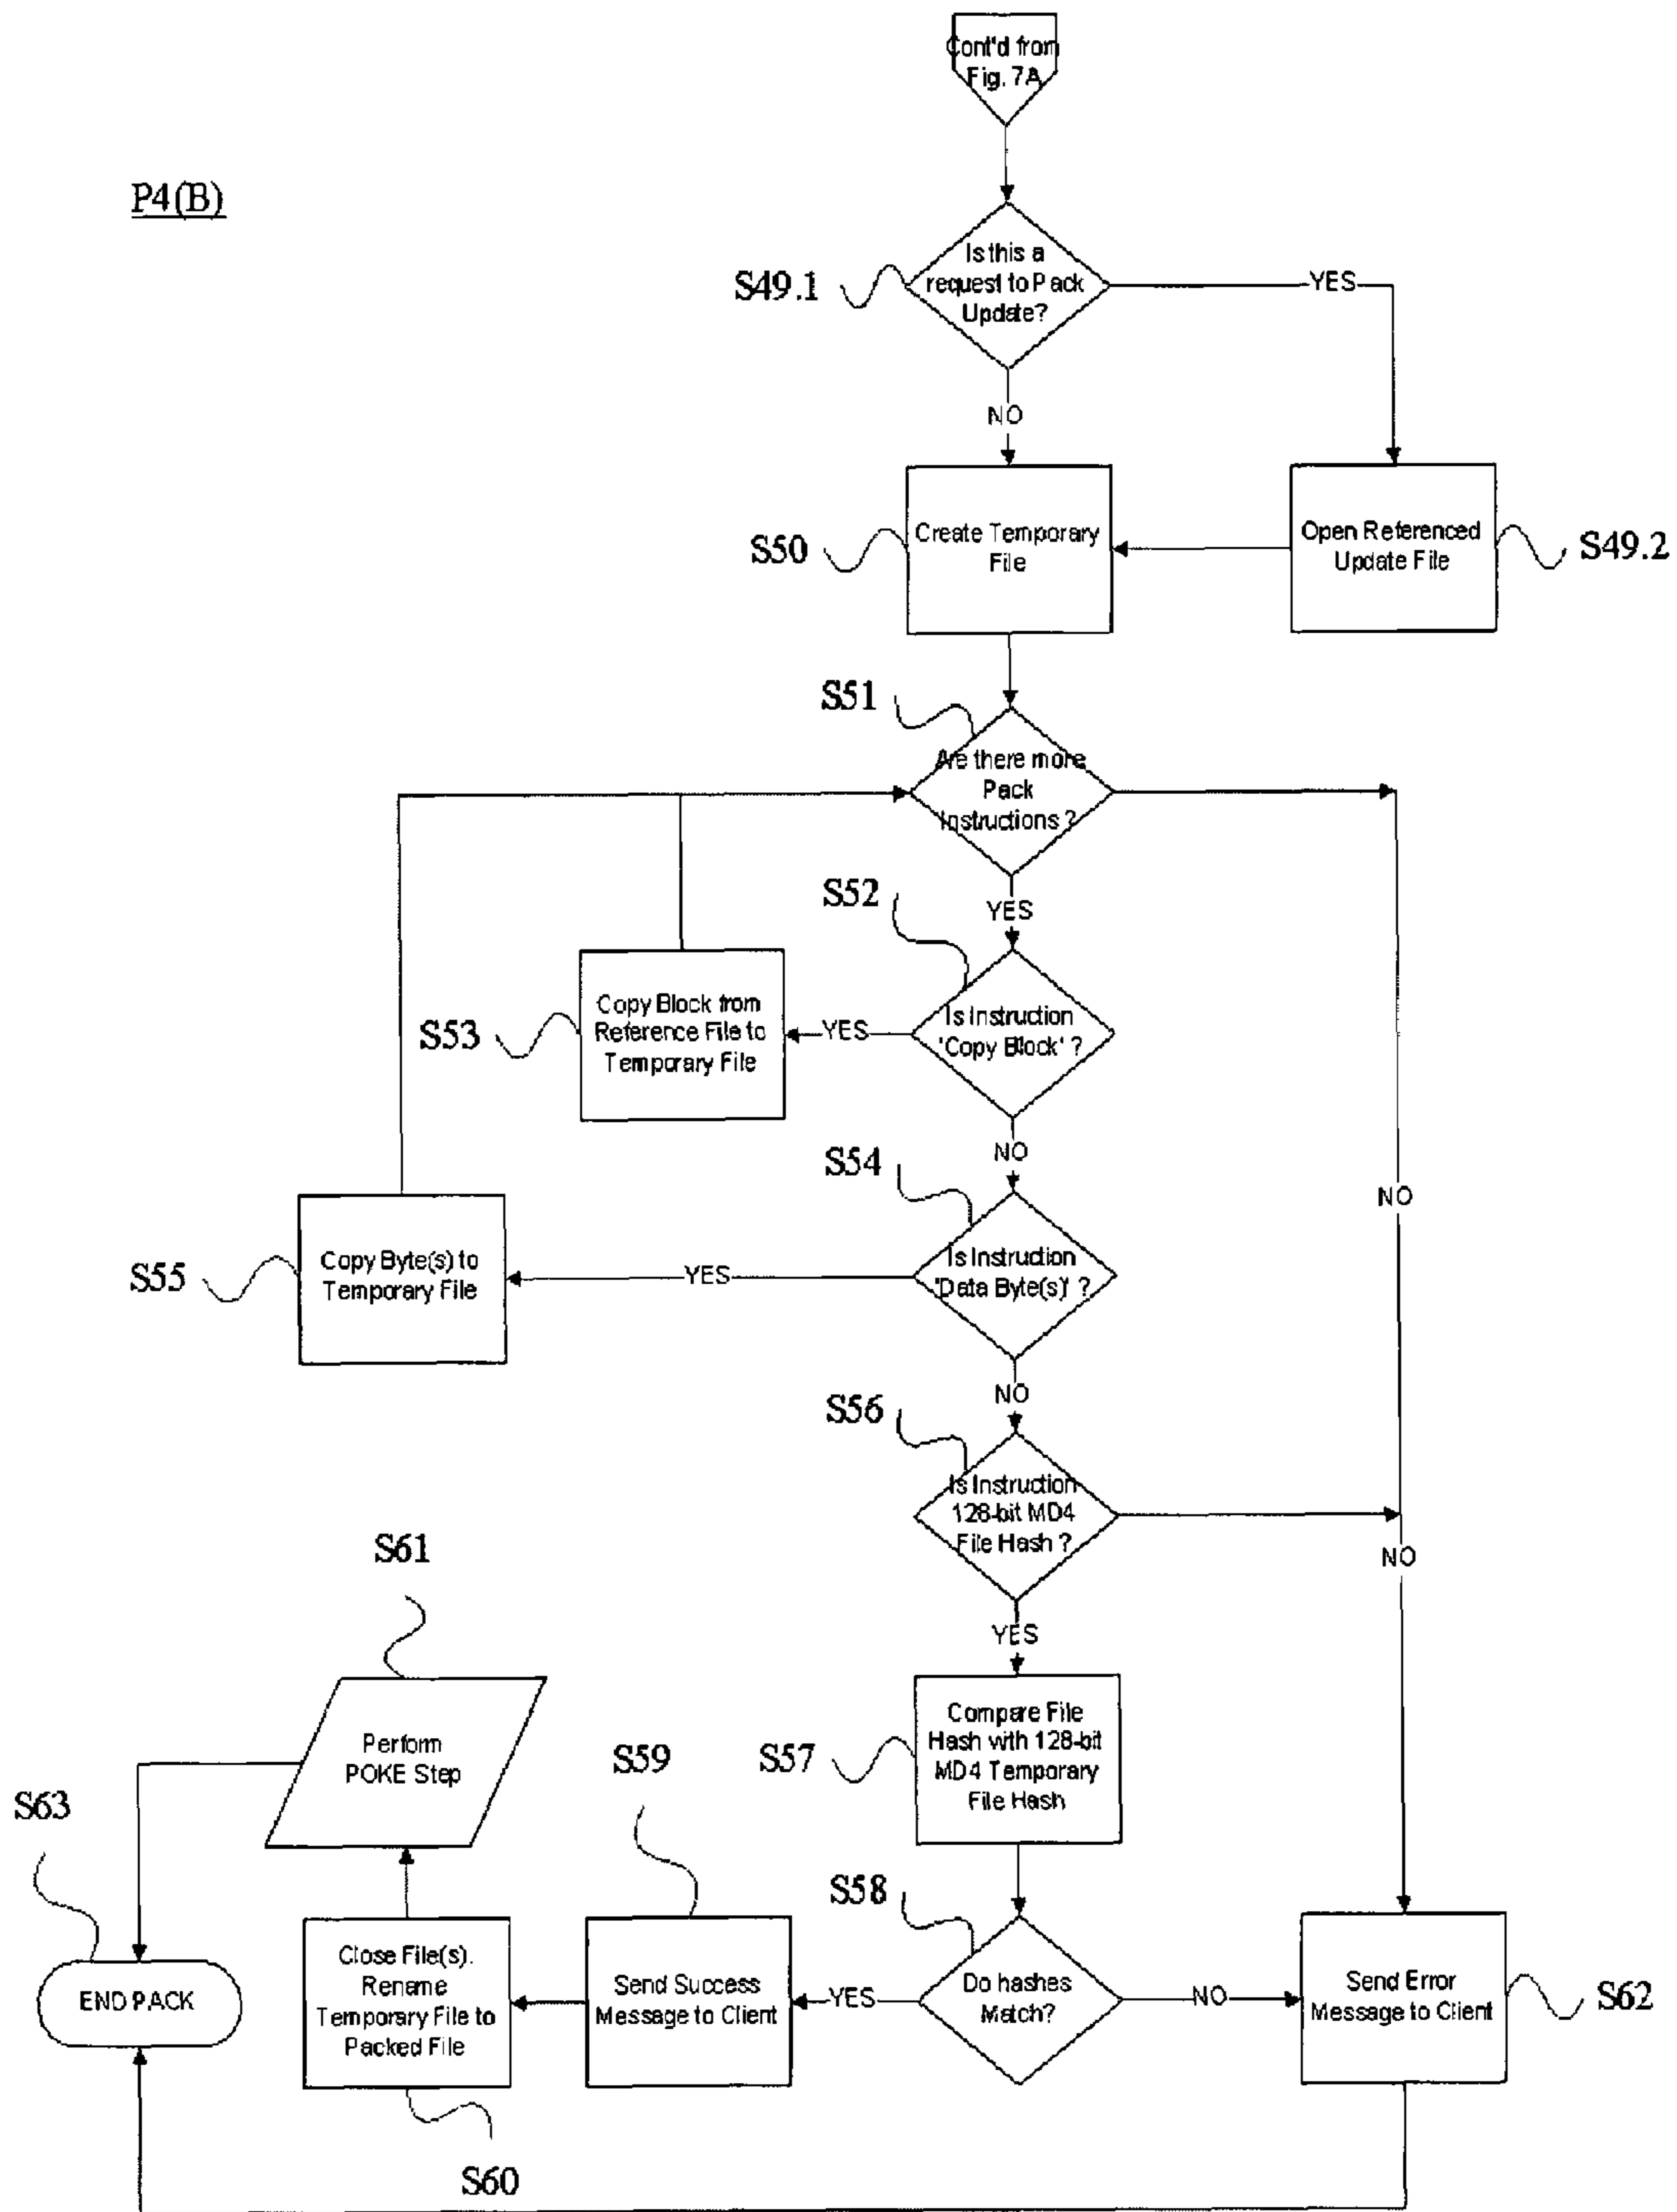 Cont'd from
Fig. 7A
P4(B)
S49.1
Is this a
request to Pack
Update?
YES
NO
S50
Create Temporary
File
Open Referenced
Update File
S49.2
S51
Are there more
Pack
Instructions ?
NO
YES
S52
Is Instruction
'Copy Block' ?
YES
S53
Copy Block from
Reference File to
Temporary File
NO
S54
Is Instruction
'Data Byte(s)' ?
YES
S55
Copy Byte(s) to
Temporary File
NO
S56
Is Instruction
128-bit MD4
File Hash ?
NO
YES
S57
Compare File
Hash with 128-bit
MD4 Temporary
File Hash
S58
Do hashes
Match?
YES
NO
S59
Send Success
Message to Client
S60
Close File(s).
Rename
Temporary File to
Packed File
S61
Perform
POKE Step
S62
Send Error
Message to Client
S63
END PACK